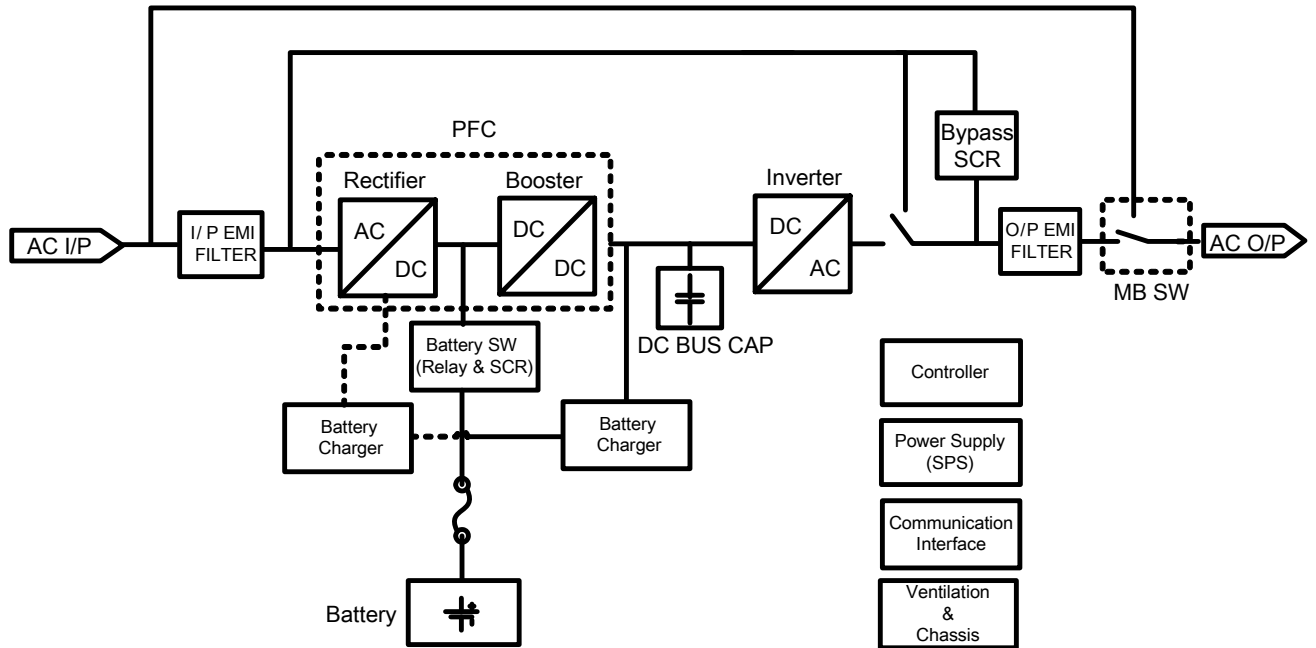 PFC
Bypass
SCR
Rectifier
Booster
Inverter
AC I/P
I/ P EMI
FILTER
AC
DC
DC
DC
DC
AC
O/P EMI
FILTER
AC O/P
MB SW
DC BUS CAP
Battery SW
(Relay & SCR)
Battery
Charger
Battery
Charger
Battery
Controller
Power Supply
(SPS)
Communication
Interface
Ventilation
&
Chassis